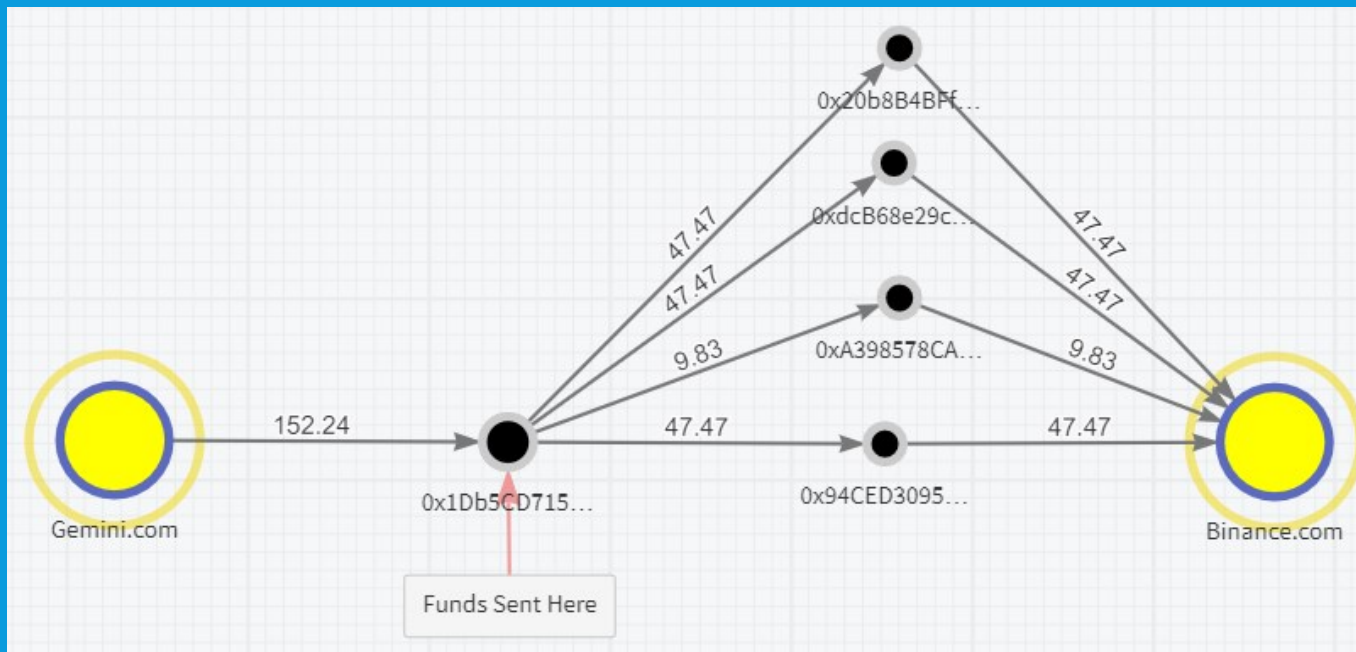 0x20b8B4BFf...
0xdcB68e29c...
47.47
47.47
47.47
47.47
0xA398578CA...
9.83
9.83
152.24
47.47
47.47
0x1Db5CD715...
0x94CED3095...
Gemini.com
Binance.com
Funds Sent Here